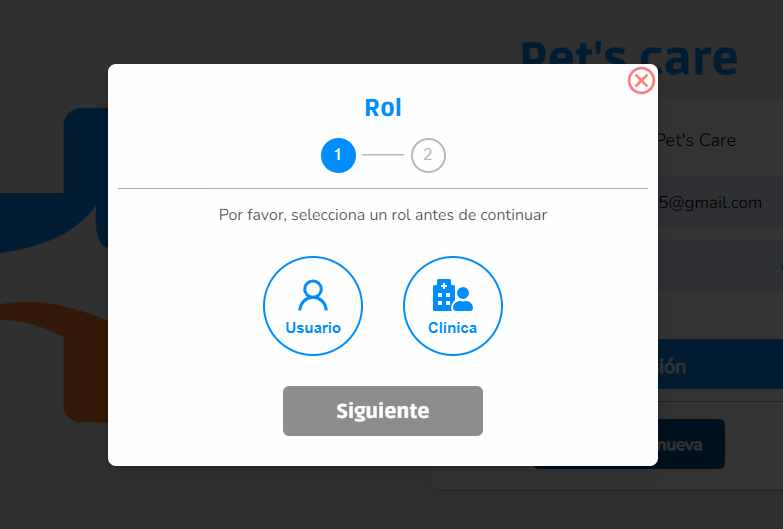 Pet's care
Rol
1
2
Pet's Care
5@gmail.com
Por favor, selecciona un rol antes de continuar
Usuario
Clínica
sión
Siguiente
nueva